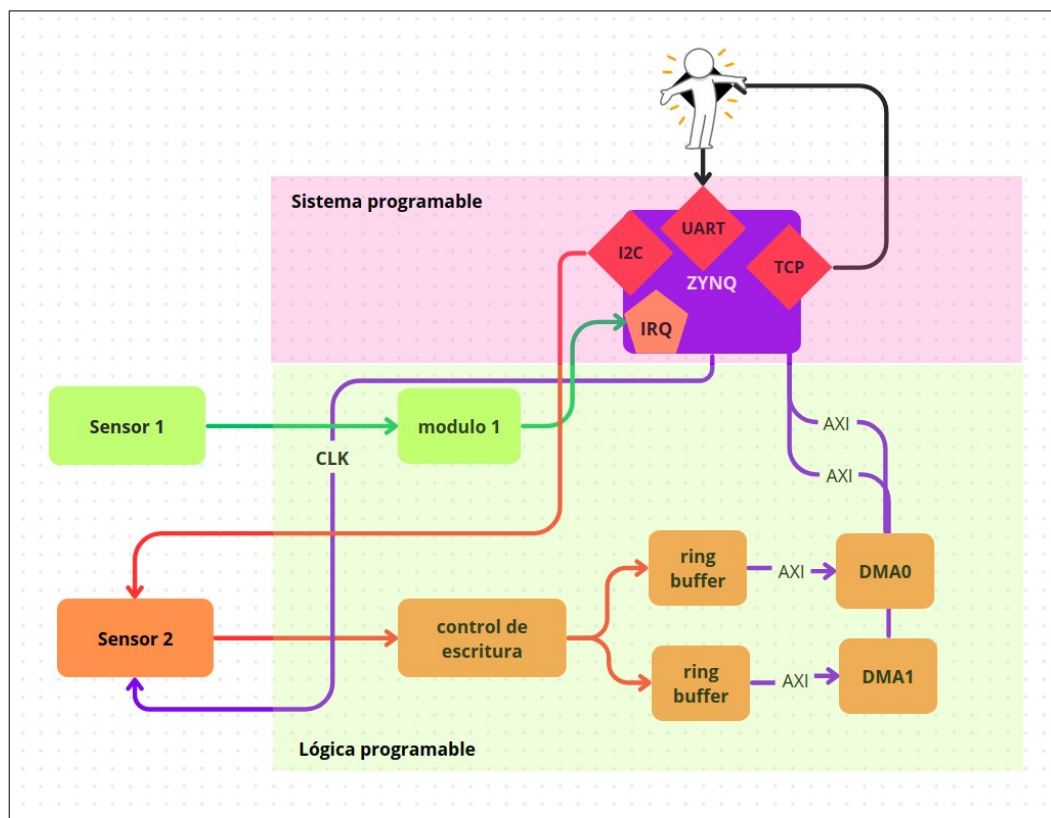 Sistema programable
UART
I2C
TCP
ZYNQ
IRQ
Sensor 1
modulo 1
AXI
CLK
AXI
ring
buffer
AXI
DMA0
Sensor 2
control de
escritura
ring
buffer
AXI
DMA1
Lógica programable